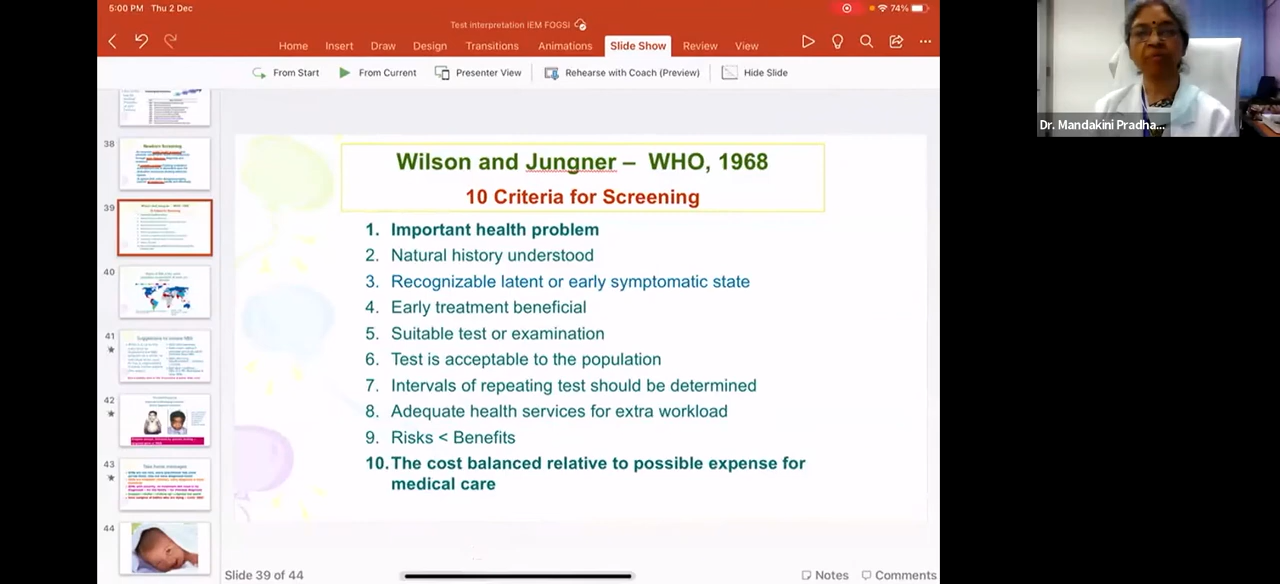 5:00 PM Thu 2 Dec
74%
Test interpretation IEM FOGSI
Home Insert Draw Design Transitions Animations Slide Show Review View
From Start From Current Presenter View Rehearse with Coach (Preview) Hide Slide
Dr. Mandakini Pradha...
38
Newborn Screening
39
40
41
42
43
Take home messages
44
Wilson and Jungner – WHO, 1968
10 Criteria for Screening
1. Important health problem
2. Natural history understood
3. Recognizable latent or early symptomatic state
4. Early treatment beneficial
5. Suitable test or examination
6. Test is acceptable to the population
7. Intervals of repeating test should be determined
8. Adequate health services for extra workload
9. Risks < Benefits
10. The cost balanced relative to possible expense for
medical care
Slide 39 of 44
Notes Comments